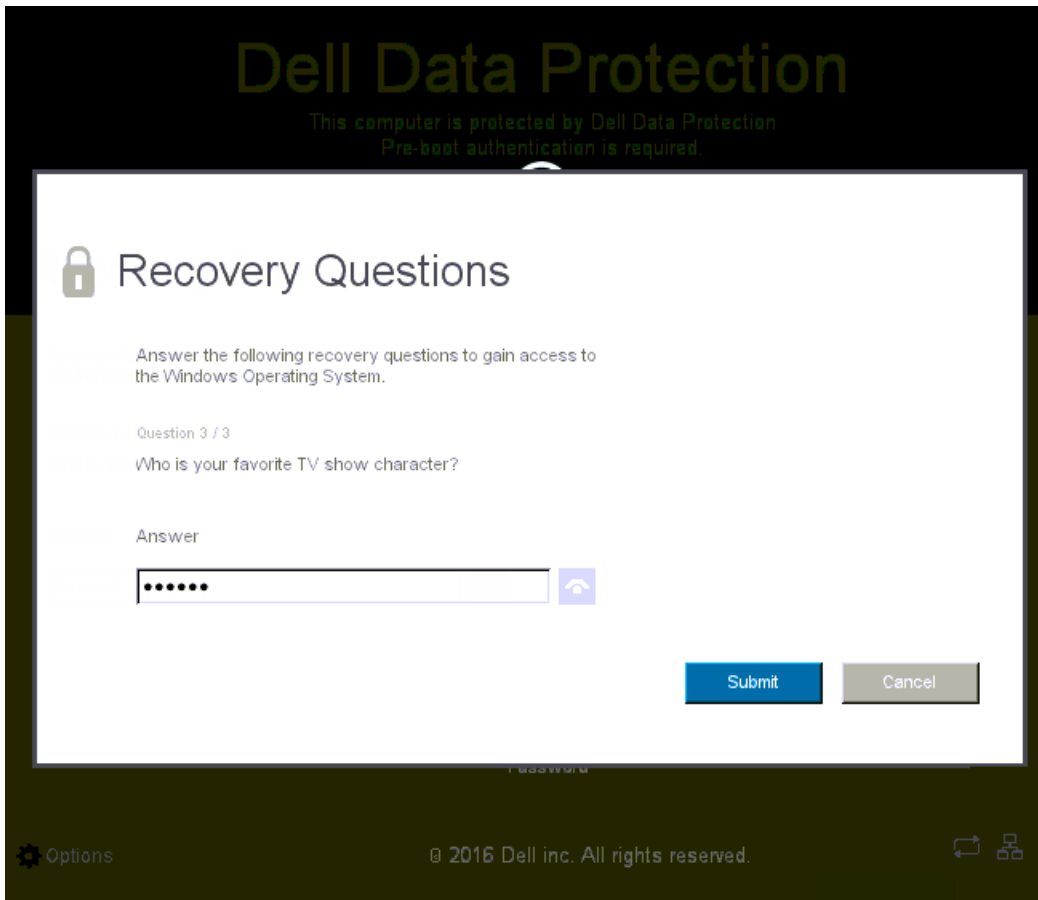 Dell Data Protection
This computer is protected by Dell Data Protection
Pre-boot authentication is required.
Recovery Questions
Answer the following recovery questions to gain access to
the Windows Operating System.
Question 3 / 3
Who is your favorite TV show character?
Answer
••••••
Submit
Cancel
Password
Options
© 2016 Dell inc. All rights reserved.